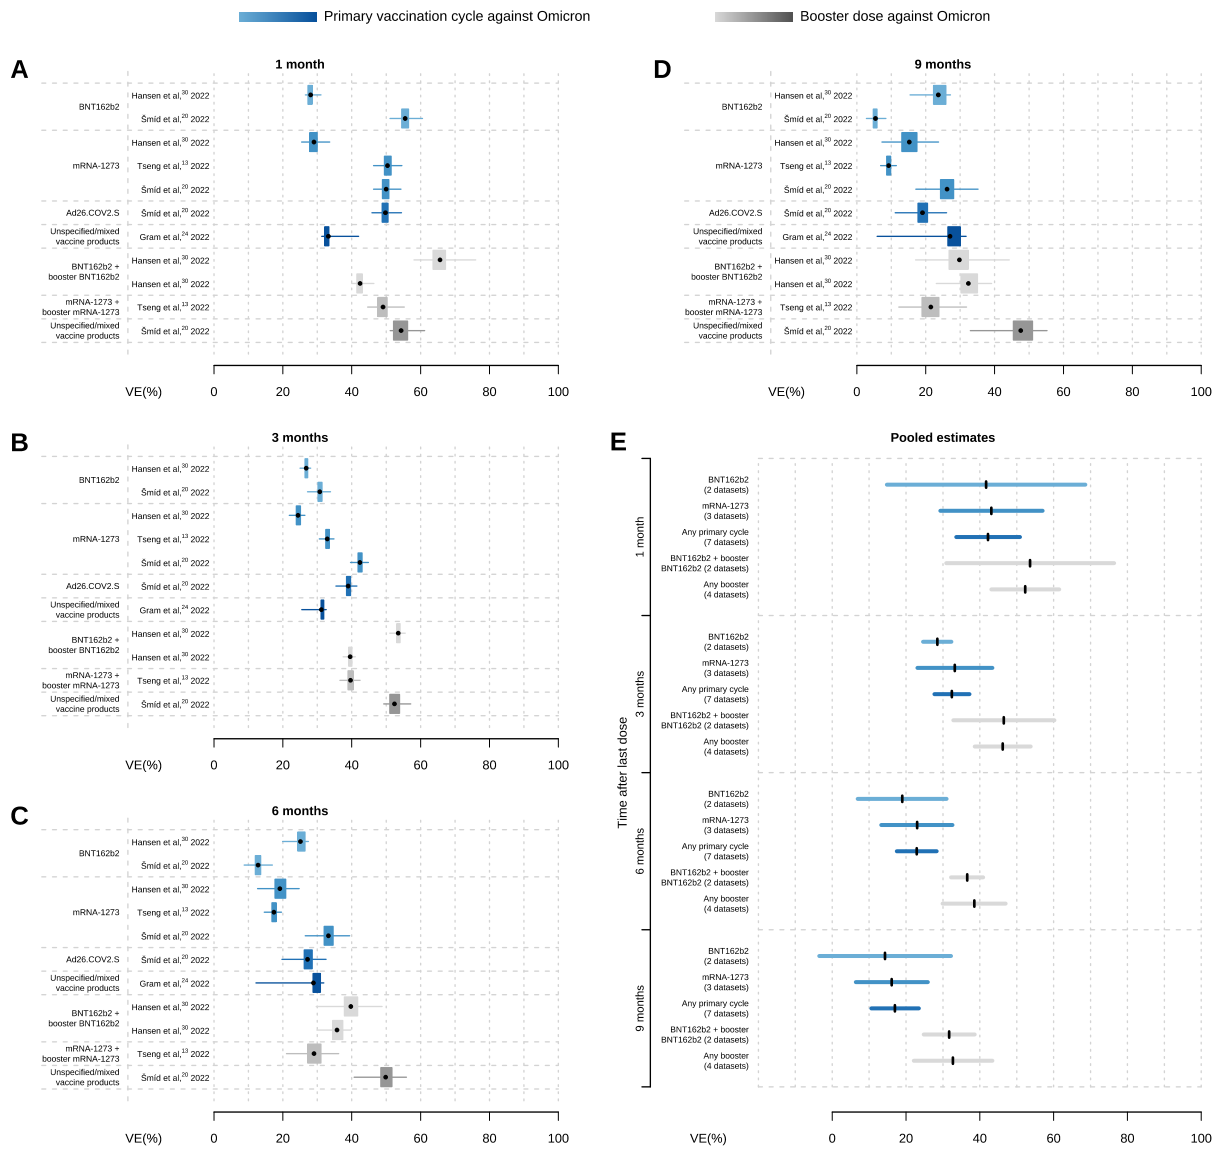 Primary vaccination cycle against Omicron
Booster dose against Omicron
A
1 month
BNT162b2
Hansen et al,30 2022
Šmíd et al,20 2022
mRNA-1273
Hansen et al,30 2022
Tseng et al,13 2022
Šmíd et al,20 2022
Ad26.COV2.S
Šmíd et al,20 2022
Unspecified/mixed
vaccine products
Gram et al,24 2022
BNT162b2 +
booster BNT162b2
Hansen et al,30 2022
Hansen et al,30 2022
mRNA-1273 +
booster mRNA-1273
Tseng et al,13 2022
Unspecified/mixed
vaccine products
Šmíd et al,20 2022
VE(%)
0 20 40 60 80 100
B
3 months
BNT162b2
Hansen et al,30 2022
Šmíd et al,20 2022
mRNA-1273
Hansen et al,30 2022
Tseng et al,13 2022
Šmíd et al,20 2022
Ad26.COV2.S
Šmíd et al,20 2022
Unspecified/mixed
vaccine products
Gram et al,24 2022
BNT162b2 +
booster BNT162b2
Hansen et al,30 2022
Hansen et al,30 2022
mRNA-1273 +
booster mRNA-1273
Tseng et al,13 2022
Unspecified/mixed
vaccine products
Šmíd et al,20 2022
VE(%)
0 20 40 60 80 100
C
6 months
BNT162b2
Hansen et al,30 2022
Šmíd et al,20 2022
mRNA-1273
Hansen et al,30 2022
Tseng et al,13 2022
Šmíd et al,20 2022
Ad26.COV2.S
Šmíd et al,20 2022
Unspecified/mixed
vaccine products
Gram et al,24 2022
BNT162b2 +
booster BNT162b2
Hansen et al,30 2022
Hansen et al,30 2022
mRNA-1273 +
booster mRNA-1273
Tseng et al,13 2022
Unspecified/mixed
vaccine products
Šmíd et al,20 2022
VE(%)
0 20 40 60 80 100
D
9 months
BNT162b2
Hansen et al,30 2022
Šmíd et al,20 2022
mRNA-1273
Hansen et al,30 2022
Tseng et al,13 2022
Šmíd et al,20 2022
Ad26.COV2.S
Šmíd et al,20 2022
Unspecified/mixed
vaccine products
Gram et al,24 2022
BNT162b2 +
booster BNT162b2
Hansen et al,30 2022
Hansen et al,30 2022
mRNA-1273 +
booster mRNA-1273
Tseng et al,13 2022
Unspecified/mixed
vaccine products
Šmíd et al,20 2022
VE(%)
0 20 40 60 80 100
E
Pooled estimates
Time after last dose
1 month
BNT162b2
(2 datasets)
mRNA-1273
(3 datasets)
Any primary cycle
(7 datasets)
BNT162b2 + booster
BNT162b2 (2 datasets)
Any booster
(4 datasets)
3 months
BNT162b2
(2 datasets)
mRNA-1273
(3 datasets)
Any primary cycle
(7 datasets)
BNT162b2 + booster
BNT162b2 (2 datasets)
Any booster
(4 datasets)
6 months
BNT162b2
(2 datasets)
mRNA-1273
(3 datasets)
Any primary cycle
(7 datasets)
BNT162b2 + booster
BNT162b2 (2 datasets)
Any booster
(4 datasets)
9 months
BNT162b2
(2 datasets)
mRNA-1273
(3 datasets)
Any primary cycle
(7 datasets)
BNT162b2 + booster
BNT162b2 (2 datasets)
Any booster
(4 datasets)
VE(%)
0 20 40 60 80 100